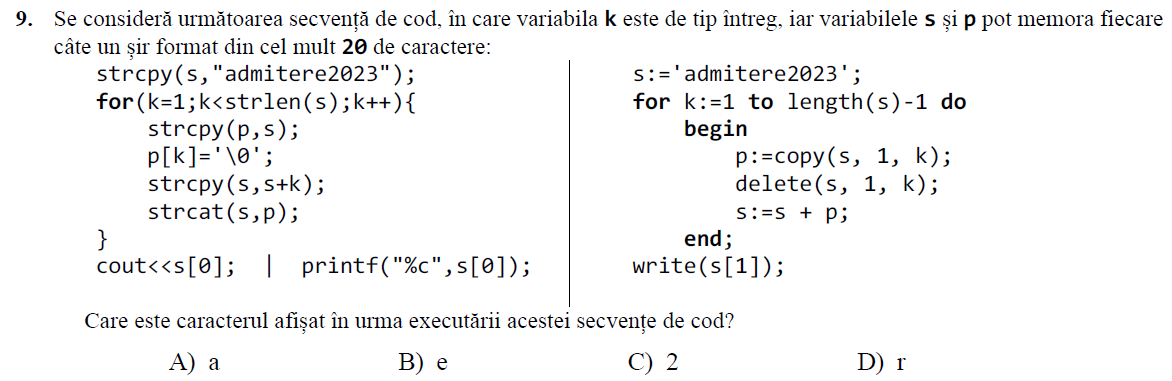 9. Se consideră următoarea secvență de cod, în care variabila k este de tip întreg, iar variabilele s și p pot memora fiecare
câte un șir format din cel mult 20 de caractere:
strcpy(s,"admitere2023");
for(k=1;k<strlen(s);k++){
strcpy(p,s);
p[k]='\0';
strcpy(s,s+k);
strcat(s,p);
}
cout<<s[0]; | printf("%c",s[0]);
s:='admitere2023';
for k:=1 to length(s)-1 do
begin
p:=copy(s, 1, k);
delete(s, 1, k);
s:=s + p;
end;
write(s[1]);
Care este caracterul afișat în urma executării acestei secvențe de cod?
A) a B) e C) 2 D) r